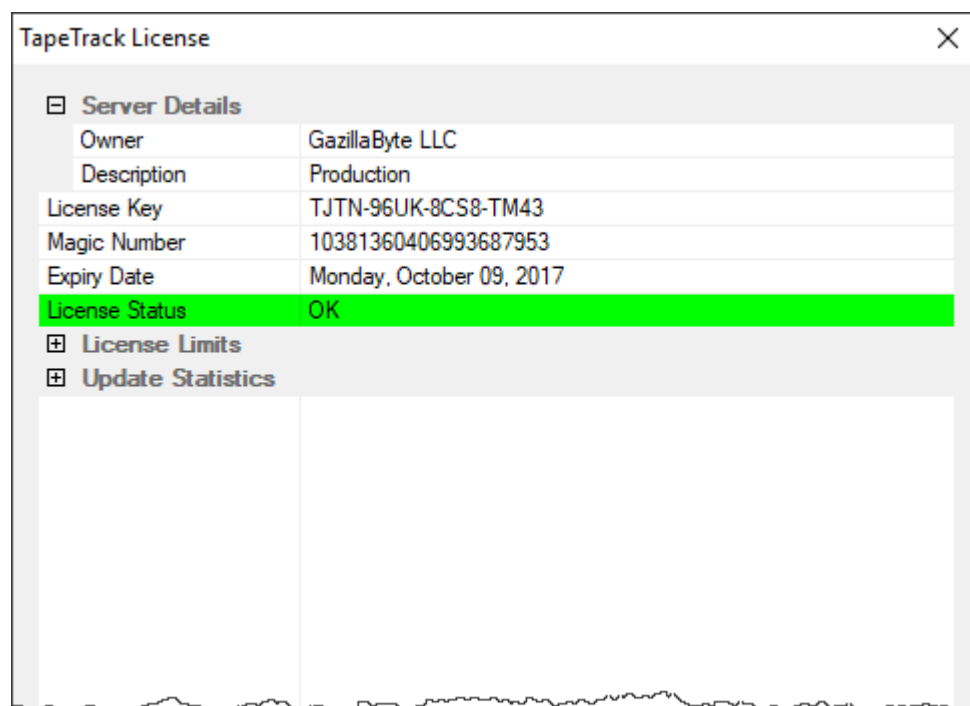 TapeTrack License
Server Details
Owner GazillaByte LLC
Description Production
License Key TJTN-96UK-8CS8-TM43
Magic Number 10381360406993687953
Expiry Date Monday, October 09, 2017
License Status OK
License Limits
Update Statistics